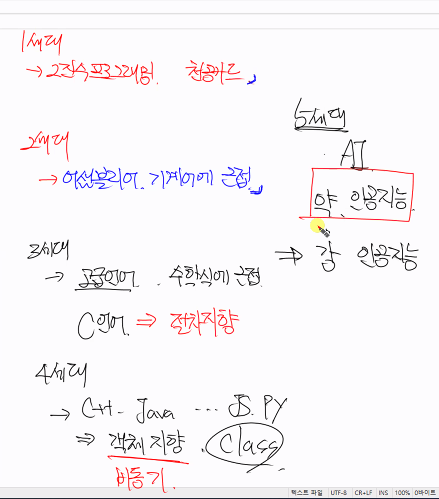 1세대
→ 2진수 프로그래밍. 천공카드
2세대
→ 어셈블리어. 기계어에 근접
3세대
→ 고급언어. 수학식에 근접
C언어 ⇒ 절차지향
4세대
→ C++ Java ... JS. PY
⇒ 객체지향. Class
비동기.
5세대
AI
약. 인공지능
⇒ 강 인공지능
텍스트 파일 UTF-8 CR+LF INS 100% 0바이트